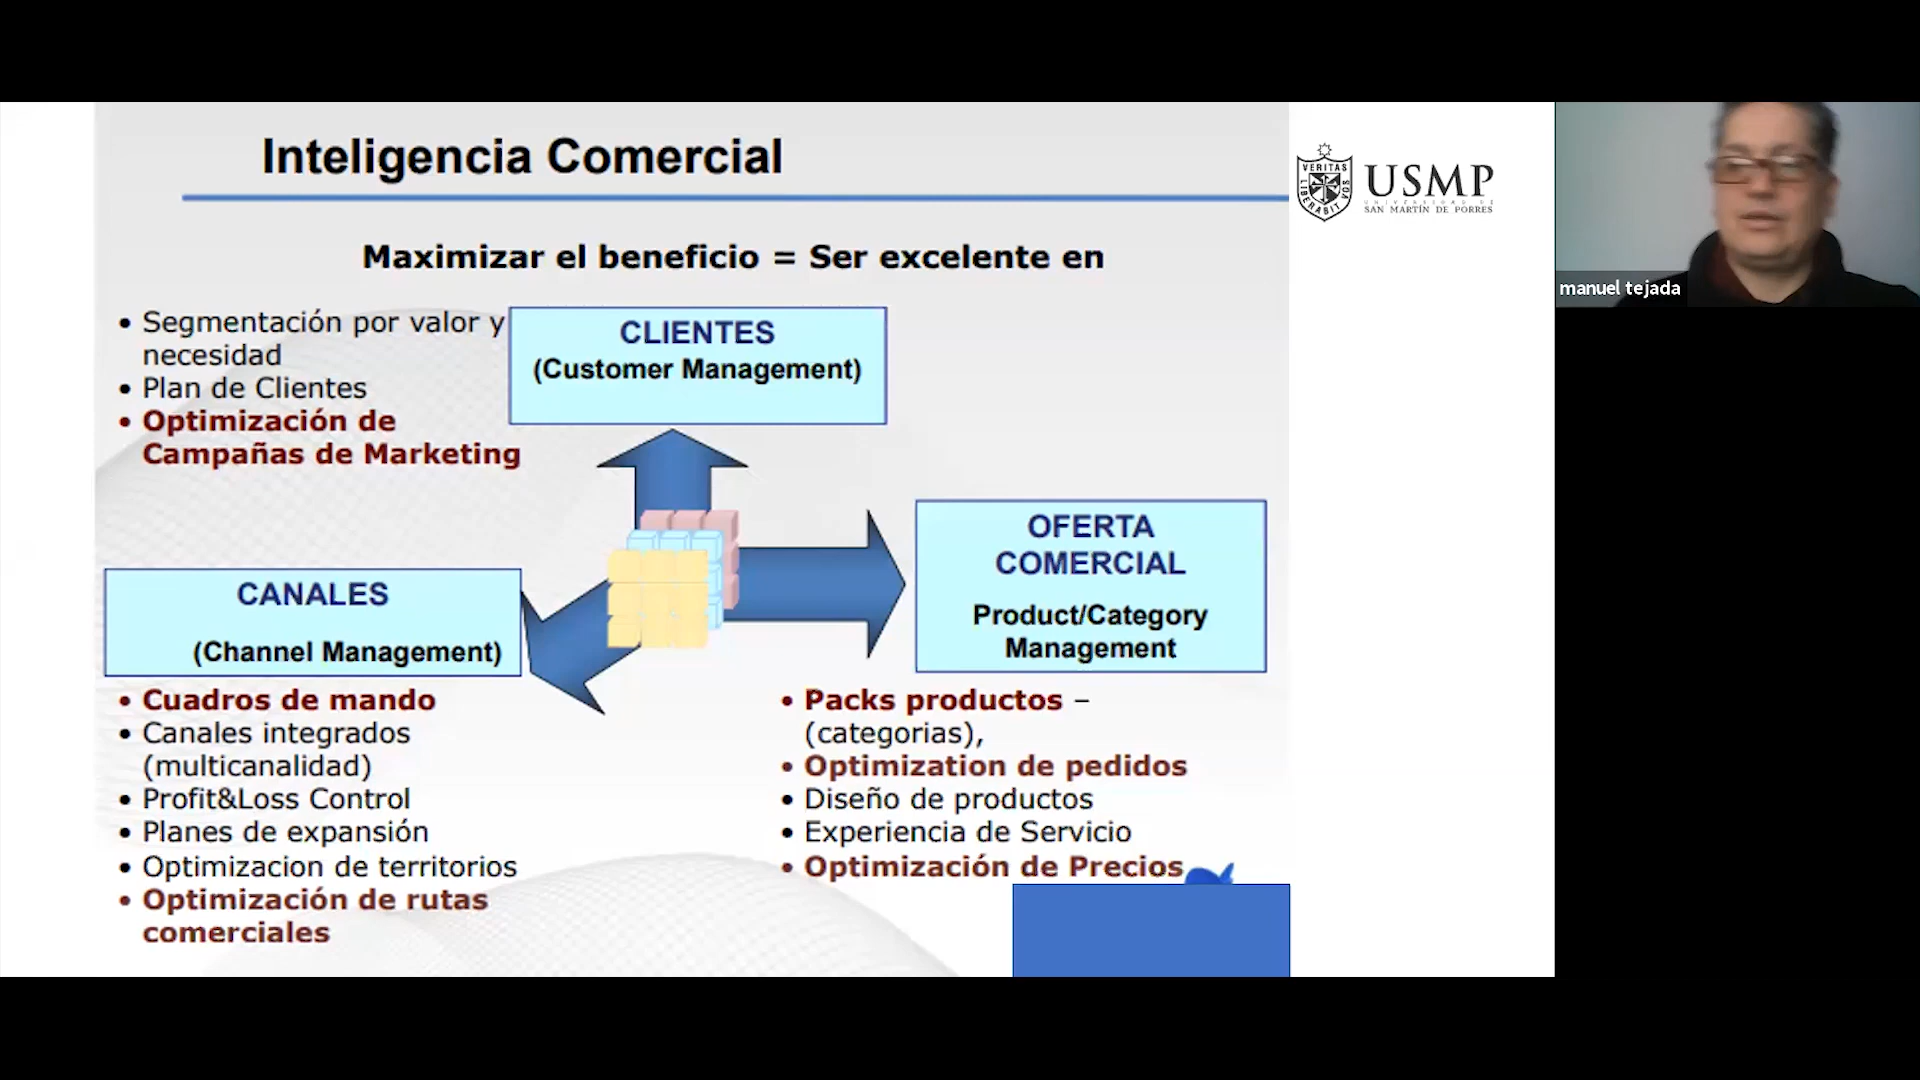 Inteligencia Comercial
Maximizar el beneficio = Ser excelente en
• Segmentación por valor y
necesidad
• Plan de Clientes
• Optimización de
Campañas de Marketing
CLIENTES
(Customer Management)
OFERTA
COMERCIAL
Product/Category
Management
CANALES
(Channel Management)
• Cuadros de mando
• Canales integrados
(multicanalidad)
• Profit&Loss Control
• Planes de expansión
• Optimizacion de territorios
• Optimización de rutas
comerciales
• Packs productos –
(categorias),
• Optimization de pedidos
• Diseño de productos
• Experiencia de Servicio
• Optimización de Precios
VERITAS
LIBERABIT VOS
USMP
UNIVERSIDAD DE
SAN MARTÍN DE PORRES
manuel tejada